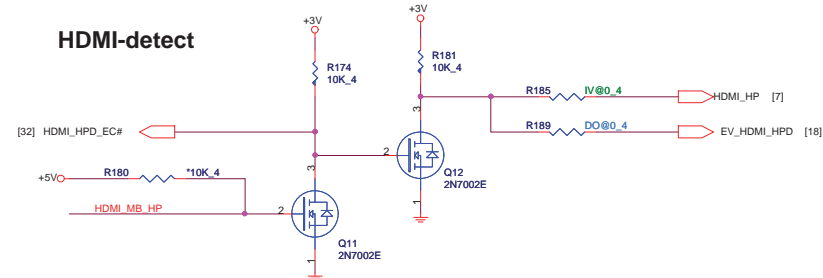 HDMI-detect
+3V
+3V
R174
10K_4
R181
10K_4
R185 IV@0_4 HDMI_HP [7]
[32] HDMI_HPD_EC#
R189 DO@0_4 EV_HDMI_HPD [18]
3
2
Q12
2N7002E
1
+5V R180 *10K_4
3
HDMI_MB_HP
2
Q11
2N7002E
1